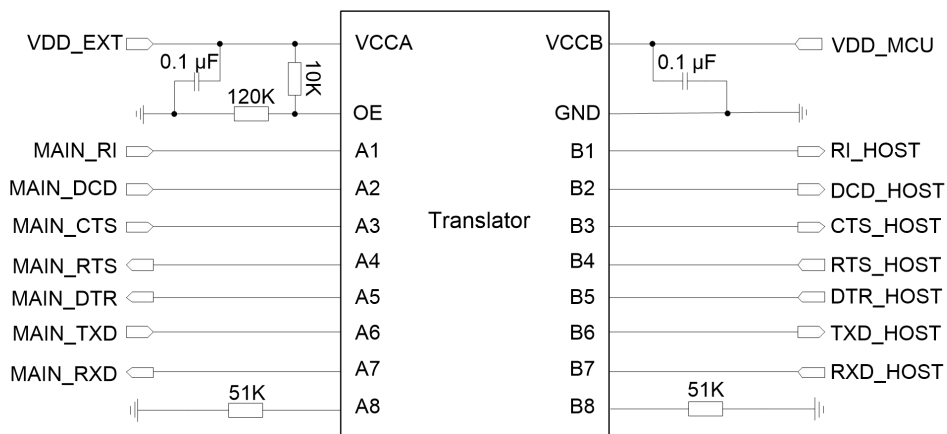 VDD_EXT VCCA VCCB VDD_MCU
0.1 µF 10K 0.1 µF
120K
OE GND
MAIN_RI A1 B1 RI_HOST
MAIN_DCD A2 B2 DCD_HOST
MAIN_CTS A3 Translator B3 CTS_HOST
MAIN_RTS A4 B4 RTS_HOST
MAIN_DTR A5 B5 DTR_HOST
MAIN_TXD A6 B6 TXD_HOST
MAIN_RXD A7 B7 RXD_HOST
51K A8 B8 51K